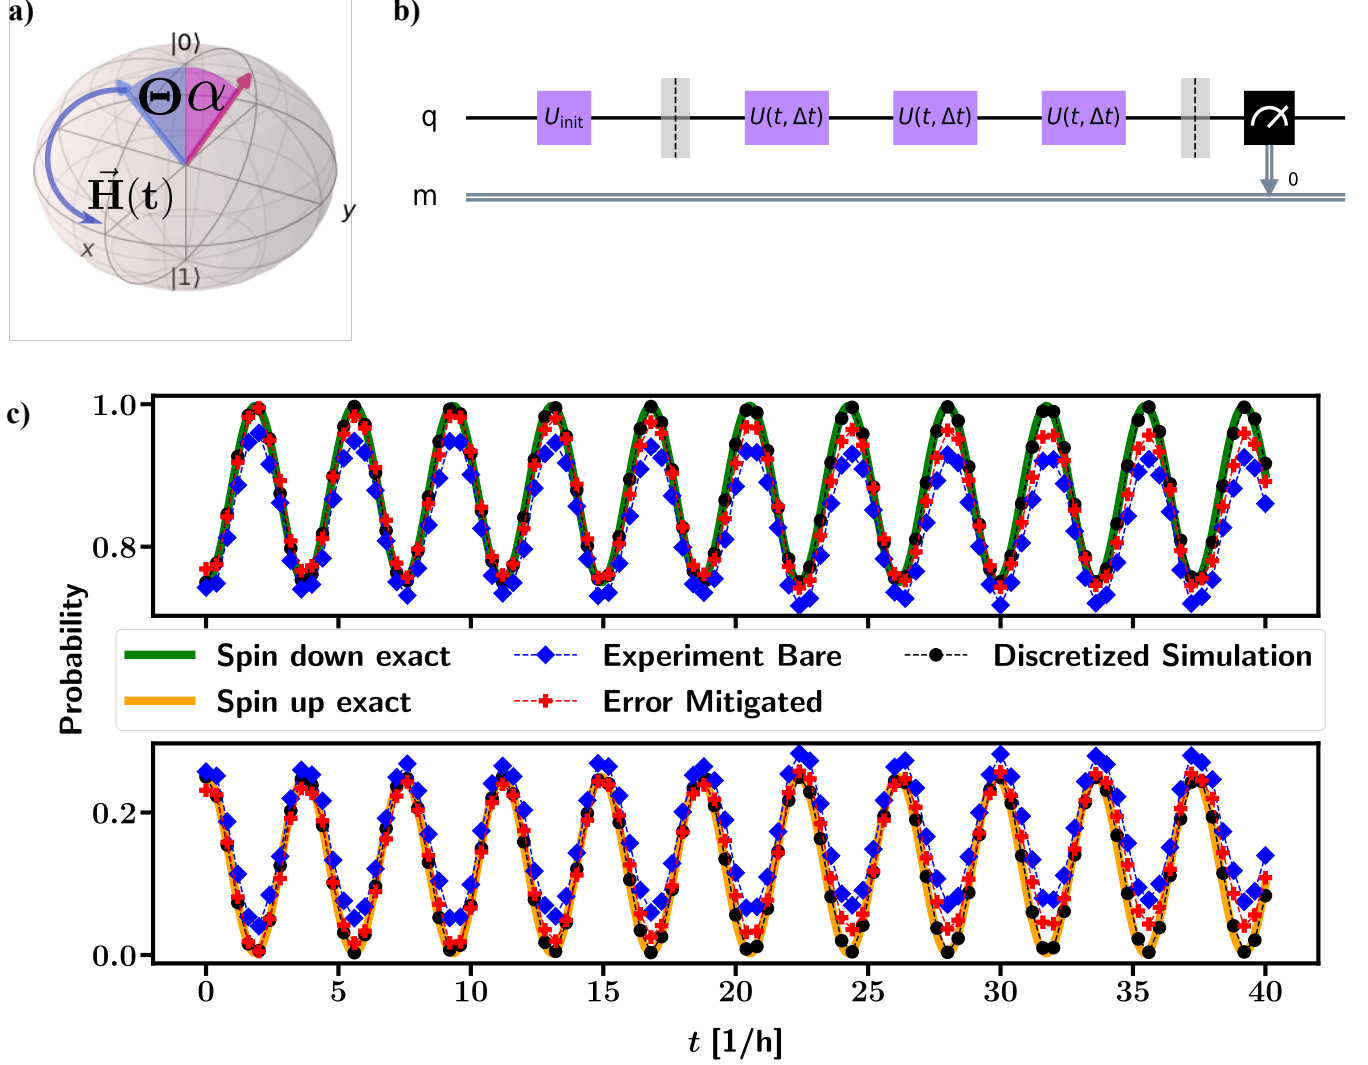 a)
|0⟩
Θ α
H⃗(t)
x
y
|1⟩
b)
q
U_init
U(t, Δt)
U(t, Δt)
U(t, Δt)
m
0
c)
1.0
0.8
Probability
Spin down exact
Experiment Bare
Discretized Simulation
Spin up exact
Error Mitigated
0.2
0.0
0 5 10 15 20 25 30 35 40
t [1/h]